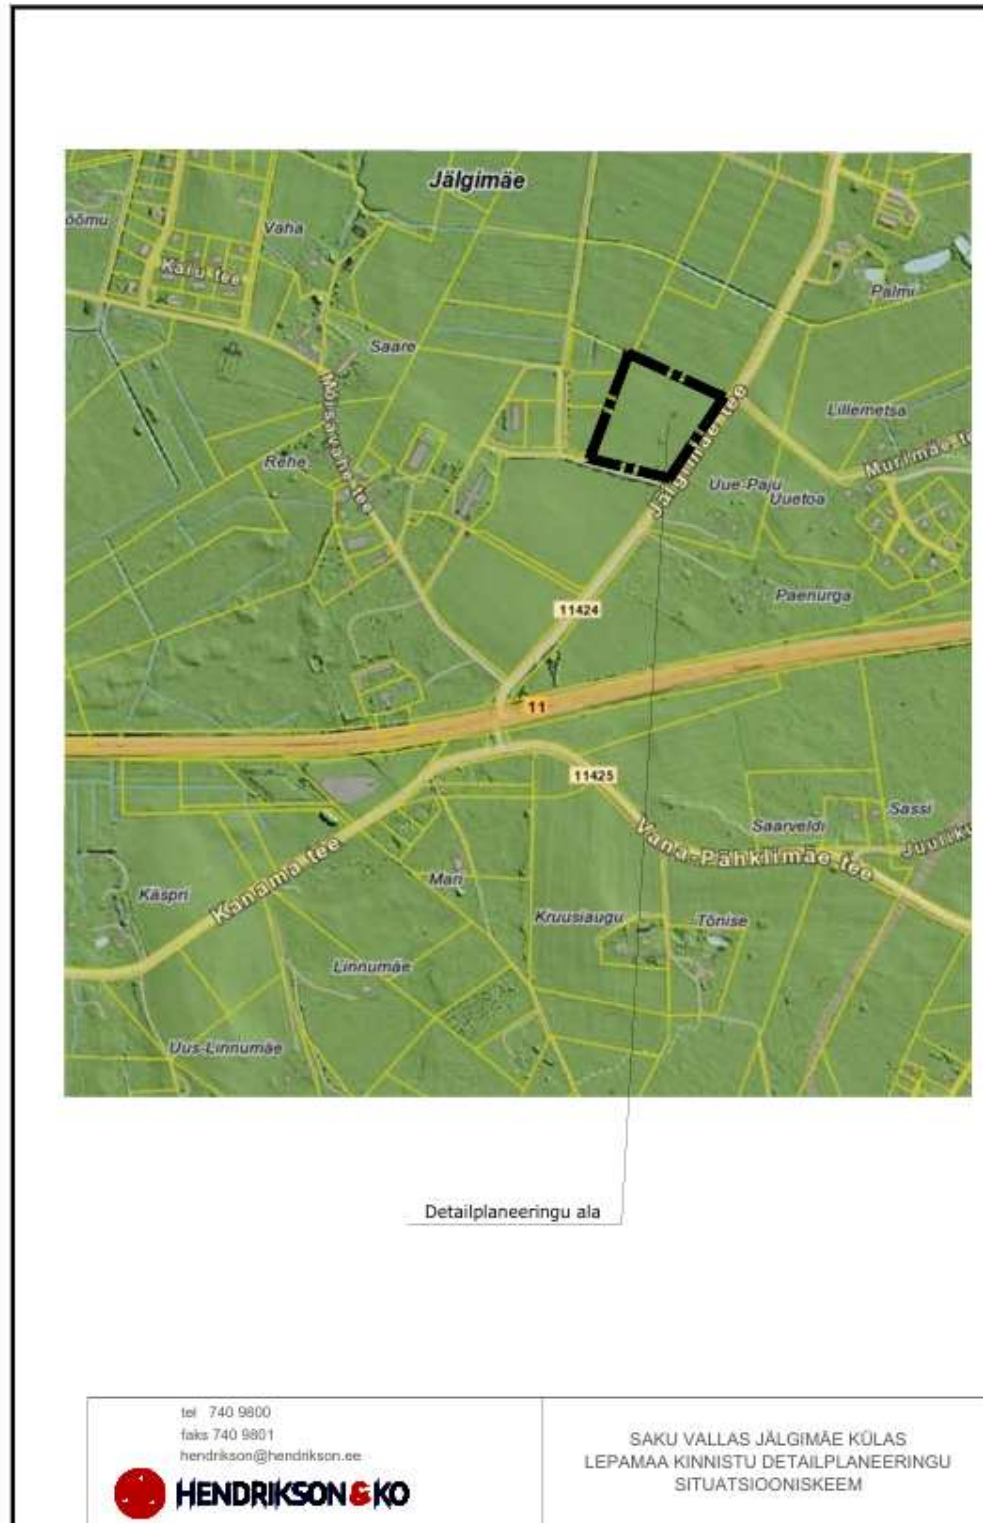 Jälgimäe
õõmu
Vaha
Karu tee
Palmi
Saare
Mõisavahe tee
Jälgimäe tee
Lillemetsa
Murimäe te
Rehe
Uue-Paju
Uuetoa
Paenurga
11424
11
11425
Sassi
Saarveldi
Vana-Pähklimäe tee
Juuriku
Kanama tee
Mari
Käspri
Kruusiaugu
Tõnise
Linnumäe
Uus-Linnumäe
Detailplaneeringu ala
tel 740 9800
faks 740 9801
hendrikson@hendrikson.ee
HENDRIKSON & KO
SAKU VALLAS JÄLGIMÄE KÜLAS
LEPAMAA KINNISTU DETAILPLANEERINGU
SITUATSIOONISKEEM